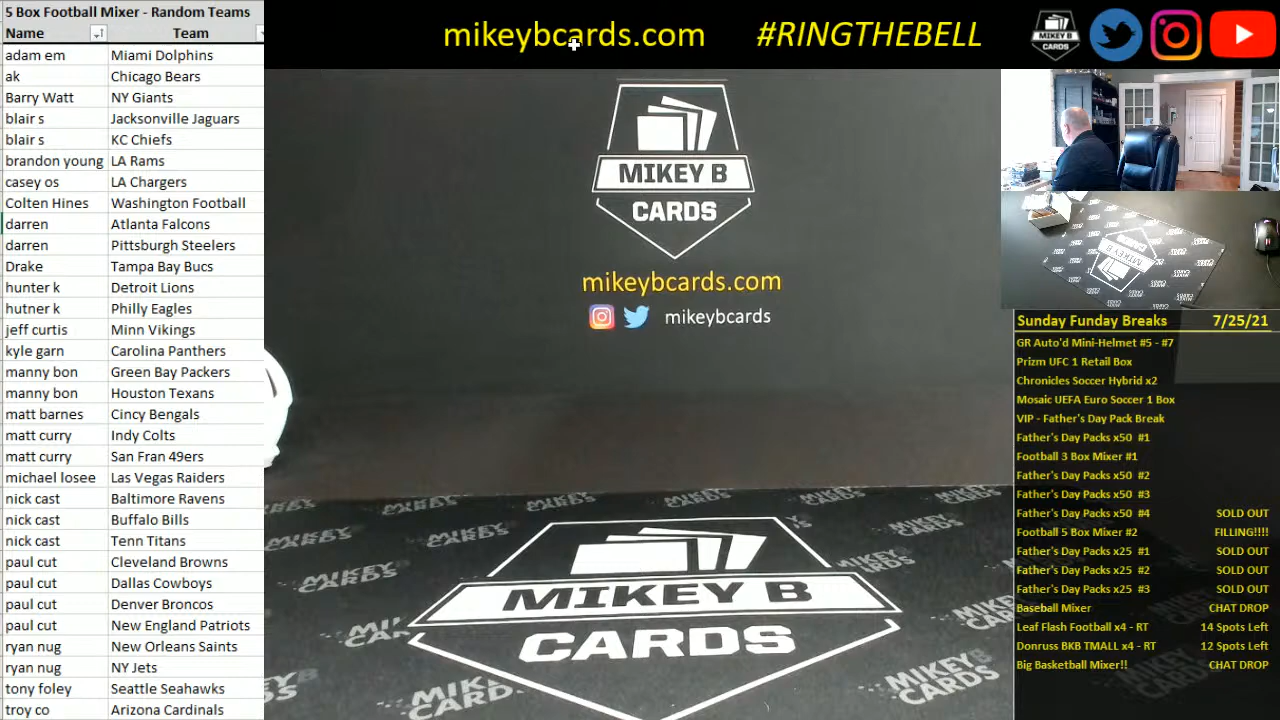 5 Box Football Mixer - Random Teams
Name Team
adam em Miami Dolphins
ak Chicago Bears
Barry Watt NY Giants
blair s Jacksonville Jaguars
blair s KC Chiefs
brandon young LA Rams
casey os LA Chargers
Colten Hines Washington Football
darren Atlanta Falcons
darren Pittsburgh Steelers
Drake Tampa Bay Bucs
hunter k Detroit Lions
hutner k Philly Eagles
jeff curtis Minn Vikings
kyle garn Carolina Panthers
manny bon Green Bay Packers
manny bon Houston Texans
matt barnes Cincy Bengals
matt curry Indy Colts
matt curry San Fran 49ers
michael losee Las Vegas Raiders
nick cast Baltimore Ravens
nick cast Buffalo Bills
nick cast Tenn Titans
paul cut Cleveland Browns
paul cut Dallas Cowboys
paul cut Denver Broncos
paul cut New England Patriots
ryan nug New Orleans Saints
ryan nug NY Jets
tony foley Seattle Seahawks
troy co Arizona Cardinals
mikeybcards.com #RINGTHEBELL
MIKEY B
CARDS
MIKEY B
CARDS
mikeybcards.com
mikeybcards
MIKEY B
CARDS
Sunday Funday Breaks 7/25/21
GR Auto'd Mini-Helmet #5 - #7
Prizm UFC 1 Retail Box
Chronicles Soccer Hybrid x2
Mosaic UEFA Euro Soccer 1 Box
VIP - Father's Day Pack Break
Father's Day Packs x50 #1
Football 3 Box Mixer #1
Father's Day Packs x50 #2
Father's Day Packs x50 #3
Father's Day Packs x50 #4 SOLD OUT
Football 5 Box Mixer #2 FILLING!!!!
Father's Day Packs x25 #1 SOLD OUT
Father's Day Packs x25 #2 SOLD OUT
Father's Day Packs x25 #3 SOLD OUT
Baseball Mixer CHAT DROP
Leaf Flash Football x4 - RT 14 Spots Left
Donruss BKB TMALL x4 - RT 12 Spots Left
Big Basketball Mixer!! CHAT DROP